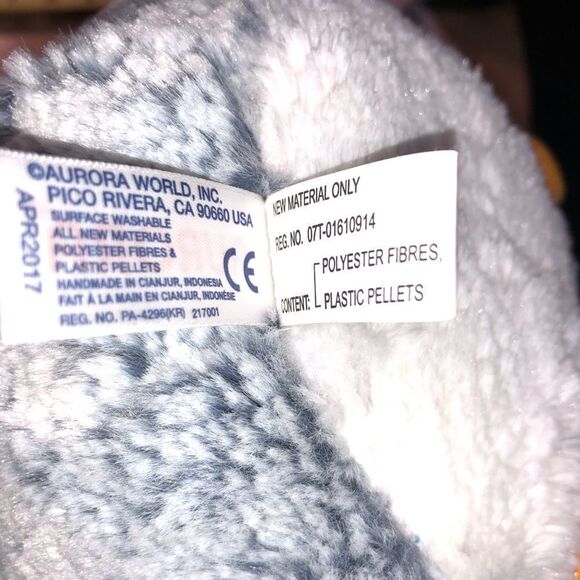 ©AURORA WORLD, INC.
PICO RIVERA, CA 90660 USA
SURFACE WASHABLE
ALL NEW MATERIALS
POLYESTER FIBRES &
PLASTIC PELLETS
HANDMADE IN CIANJUR, INDONESIA
FAIT À LA MAIN EN CIANJUR, INDONÉSIE
REG. NO. PA-4296(KR) 217001
CE
APR2017
NEW MATERIAL ONLY
REG. NO. 07T-01610914
POLYESTER FIBRES,
CONTENT: PLASTIC PELLETS